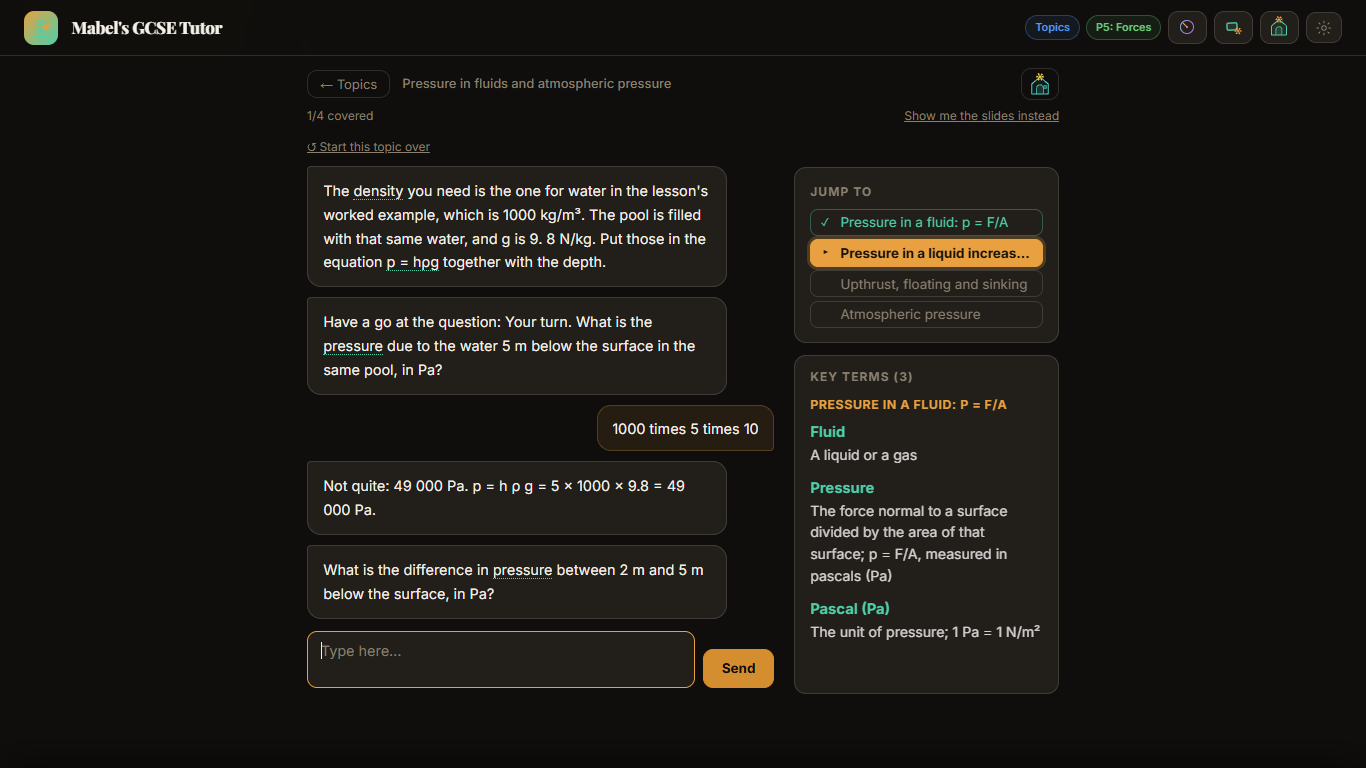 Mabel's GCSE Tutor
Topics
P5: Forces
← Topics
Pressure in fluids and atmospheric pressure
1/4 covered
Show me the slides instead
↺ Start this topic over
The density you need is the one for water in the lesson's
worked example, which is 1000 kg/m³. The pool is filled
with that same water, and g is 9. 8 N/kg. Put those in the
equation p = hρg together with the depth.
Have a go at the question: Your turn. What is the
pressure due to the water 5 m below the surface in the
same pool, in Pa?
1000 times 5 times 10
Not quite: 49 000 Pa. p = h ρ g = 5 × 1000 × 9.8 = 49
000 Pa.
What is the difference in pressure between 2 m and 5 m
below the surface, in Pa?
Type here...
Send
JUMP TO
✓ Pressure in a fluid: p = F/A
‣ Pressure in a liquid increas...
Upthrust, floating and sinking
Atmospheric pressure
KEY TERMS (3)
PRESSURE IN A FLUID: P = F/A
Fluid
A liquid or a gas
Pressure
The force normal to a surface
divided by the area of that
surface; p = F/A, measured in
pascals (Pa)
Pascal (Pa)
The unit of pressure; 1 Pa = 1 N/m²